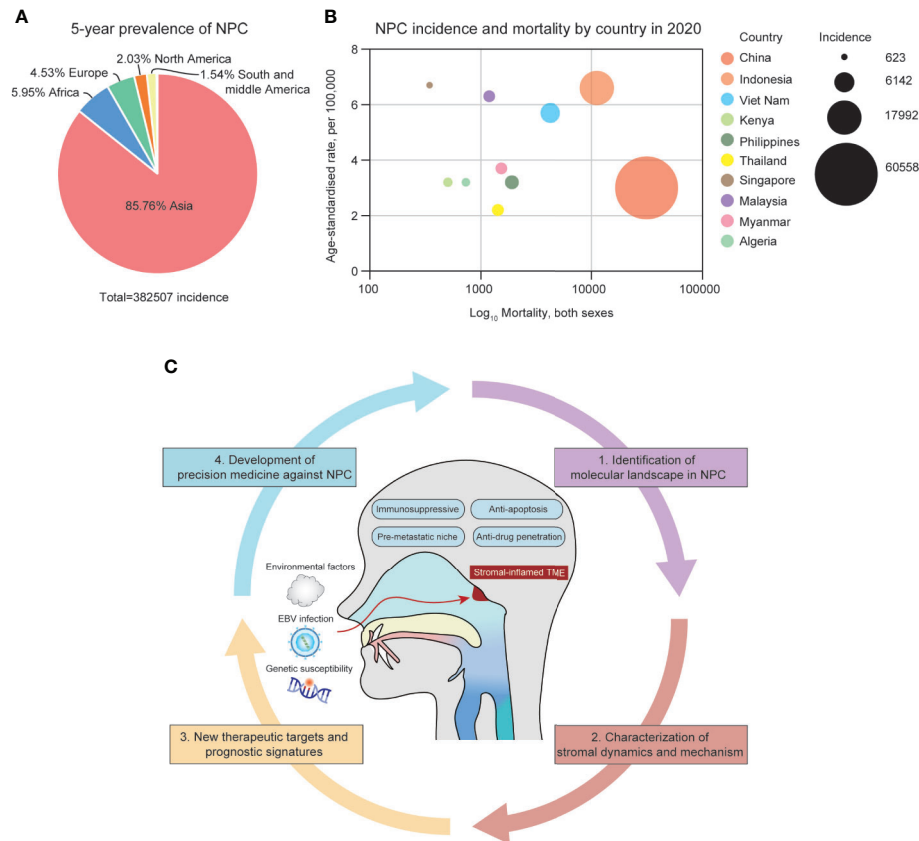 A
5-year prevalence of NPC
2.03% North America
4.53% Europe
1.54% South and
middle America
5.95% Africa
85.76% Asia
Total=382507 incidence
B
NPC incidence and mortality by country in 2020
Age-standardised rate, per 100,000
8
6
4
2
0
100
1000
10000
100000
Log10 Mortality, both sexes
Country
China
Indonesia
Viet Nam
Kenya
Philippines
Thailand
Singapore
Malaysia
Myanmar
Algeria
Incidence
623
6142
17992
60558
C
4. Development of
precision medicine against NPC
1. Identification of
molecular landscape in NPC
Immunosuppressive
Anti-apoptosis
Pre-metastatic niche
Anti-drug penetration
Stromal-inflamed TME
Environmental factors
EBV infection
Genetic susceptibility
3. New therapeutic targets and
prognostic signatures
2. Characterization of
stromal dynamics and mechanism